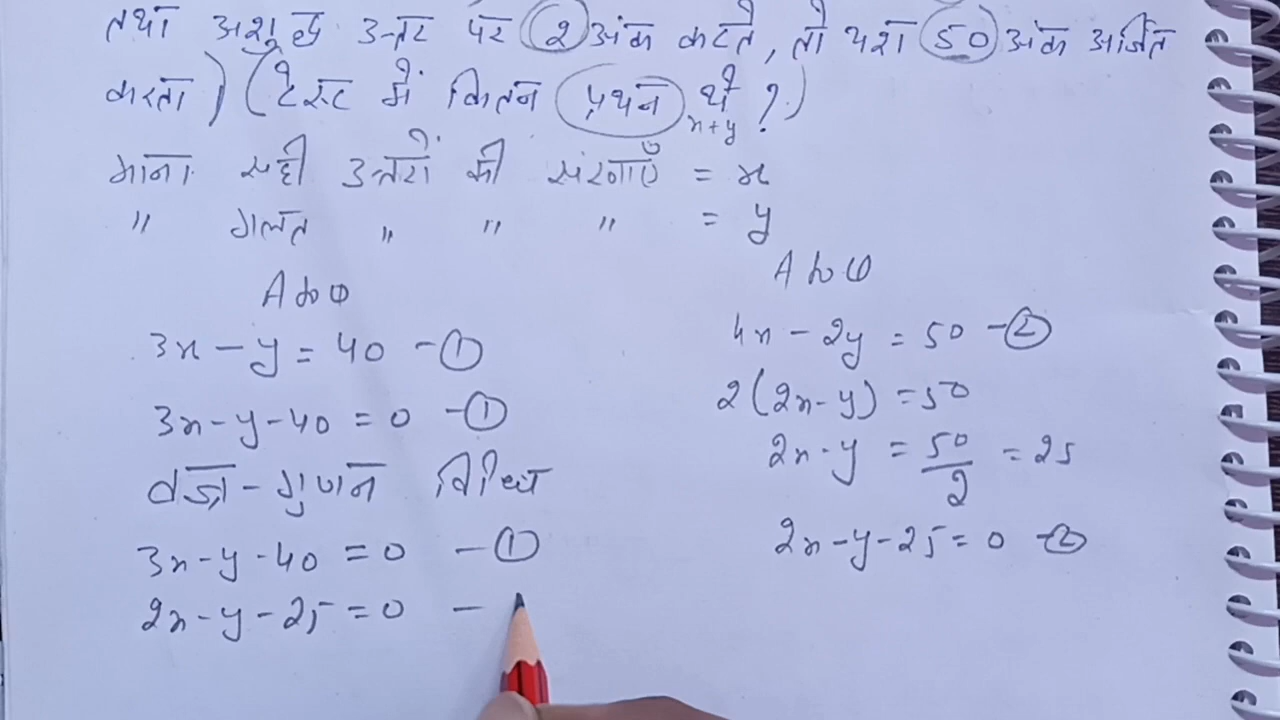 तथा अशुद्ध उत्तर पर 2 अंक कटते, तो यश 50 अंक अर्जित
करता) (टेस्ट में कितने प्रश्न थे ?)
x+y
माना सही उत्तरों की संख्याएँ = x
" गलत " " " = y
A to Q
3x - y = 40 - ①
3x - y - 40 = 0 - ①
वज्र - गुणन विधि
3x - y - 40 = 0 - ①
2x - y - 25 = 0 -
A to Q
4x - 2y = 50 - ②
2(2x - y) = 50
2x - y = 50/2 = 25
2x - y - 25 = 0 - ②